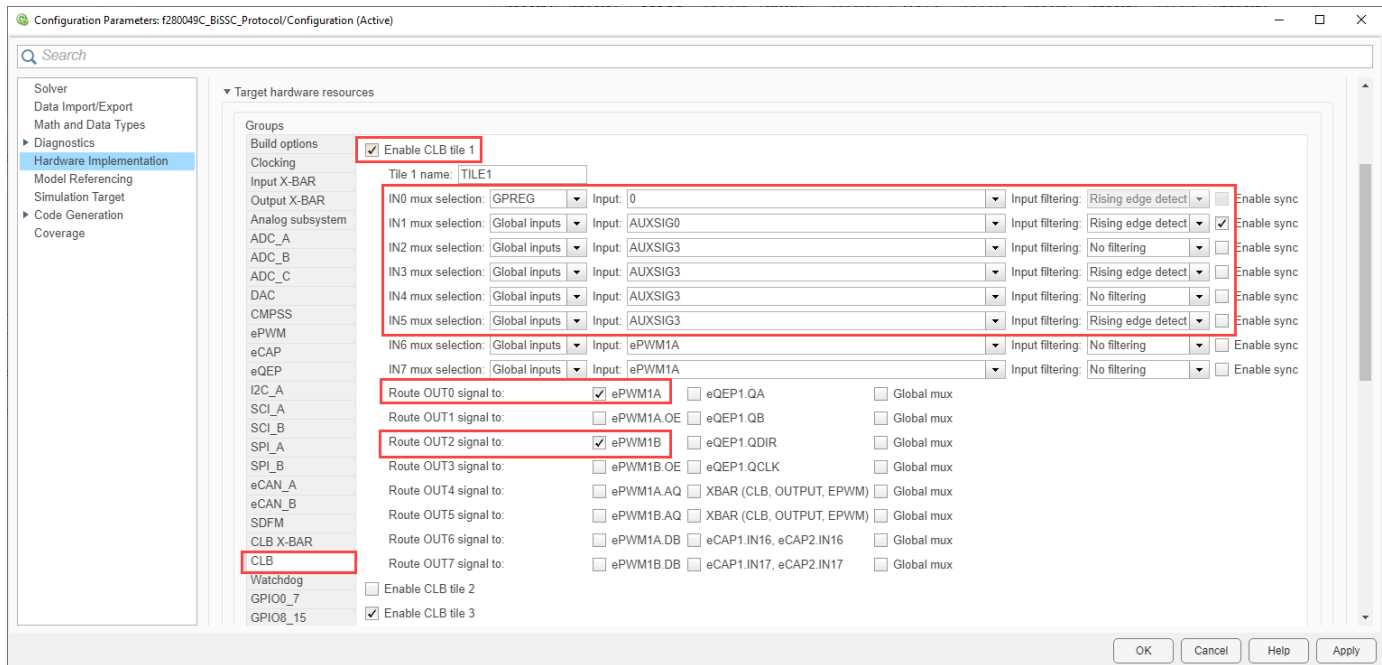 Configuration Parameters: f280049C_BiSSC_Protocol/Configuration (Active)
Search
Solver
Data Import/Export
Math and Data Types
Diagnostics
Hardware Implementation
Model Referencing
Simulation Target
Code Generation
Coverage
Target hardware resources
Groups
Build options
Clocking
Input X-BAR
Output X-BAR
Analog subsystem
ADC_A
ADC_B
ADC_C
DAC
CMPSS
ePWM
eCAP
eQEP
I2C_A
SCI_A
SCI_B
SPI_A
SPI_B
eCAN_A
eCAN_B
SDFM
CLB X-BAR
CLB
Watchdog
GPIO0_7
GPIO8_15
Enable CLB tile 1
Tile 1 name: TILE1
IN0 mux selection: GPREG Input: 0 Input filtering: Rising edge detect Enable sync
IN1 mux selection: Global inputs Input: AUXSIG0 Input filtering: Rising edge detect Enable sync
IN2 mux selection: Global inputs Input: AUXSIG3 Input filtering: No filtering Enable sync
IN3 mux selection: Global inputs Input: AUXSIG3 Input filtering: Rising edge detect Enable sync
IN4 mux selection: Global inputs Input: AUXSIG3 Input filtering: No filtering Enable sync
IN5 mux selection: Global inputs Input: AUXSIG3 Input filtering: Rising edge detect Enable sync
IN6 mux selection: Global inputs Input: ePWM1A Input filtering: No filtering Enable sync
IN7 mux selection: Global inputs Input: ePWM1A Input filtering: No filtering Enable sync
Route OUT0 signal to: ePWM1A eQEP1.QA Global mux
Route OUT1 signal to: ePWM1A.OE eQEP1.QB Global mux
Route OUT2 signal to: ePWM1B eQEP1.QDIR Global mux
Route OUT3 signal to: ePWM1B.OE eQEP1.QCLK Global mux
Route OUT4 signal to: ePWM1A.AQ XBAR (CLB, OUTPUT, EPWM) Global mux
Route OUT5 signal to: ePWM1B.AQ XBAR (CLB, OUTPUT, EPWM) Global mux
Route OUT6 signal to: ePWM1A.DB eCAP1.IN16, eCAP2.IN16 Global mux
Route OUT7 signal to: ePWM1B.DB eCAP1.IN17, eCAP2.IN17 Global mux
Enable CLB tile 2
Enable CLB tile 3
OK Cancel Help Apply